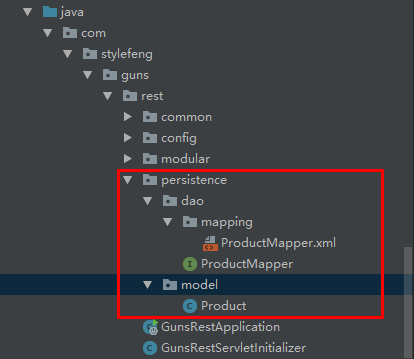 java
com
stylefeng
guns
rest
common
config
modular
persistence
dao
mapping
ProductMapper.xml
ProductMapper
model
Product
GunsRestApplication
GunsRestServletInitializer